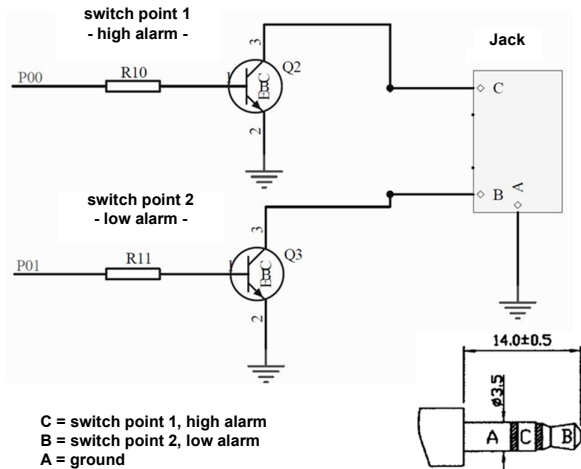 switch point 1
- high alarm -
Jack
P00
R10
1
3
C
B
E
Q2
2
C
B
A
switch point 2
- low alarm -
P01
R11
1
3
C
B
E
Q3
2
14.0±0.5
ø3.5
A
C
B
C = switch point 1, high alarm
B = switch point 2, low alarm
A = ground